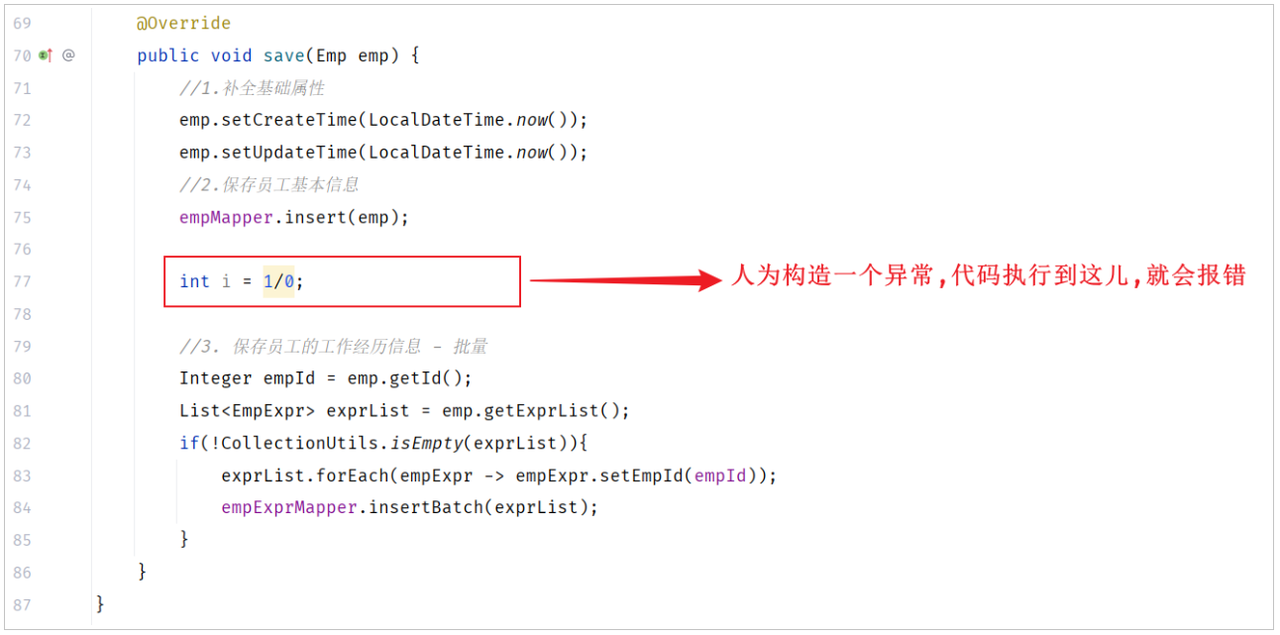 69 @Override
70 @ public void save(Emp emp) {
71 //1.补全基础属性
72 emp.setCreateTime(LocalDateTime.now());
73 emp.setUpdateTime(LocalDateTime.now());
74 //2.保存员工基本信息
75 empMapper.insert(emp);
76
77 int i = 1/0; 人为构造一个异常,代码执行到这儿,就会报错
78
79 //3. 保存员工的工作经历信息 - 批量
80 Integer empId = emp.getId();
81 List<EmpExpr> exprList = emp.getExprList();
82 if(!CollectionUtils.isEmpty(exprList)){
83 exprList.forEach(empExpr -> empExpr.setEmpId(empId));
84 empExprMapper.insertBatch(exprList);
85 }
86 }
87 }